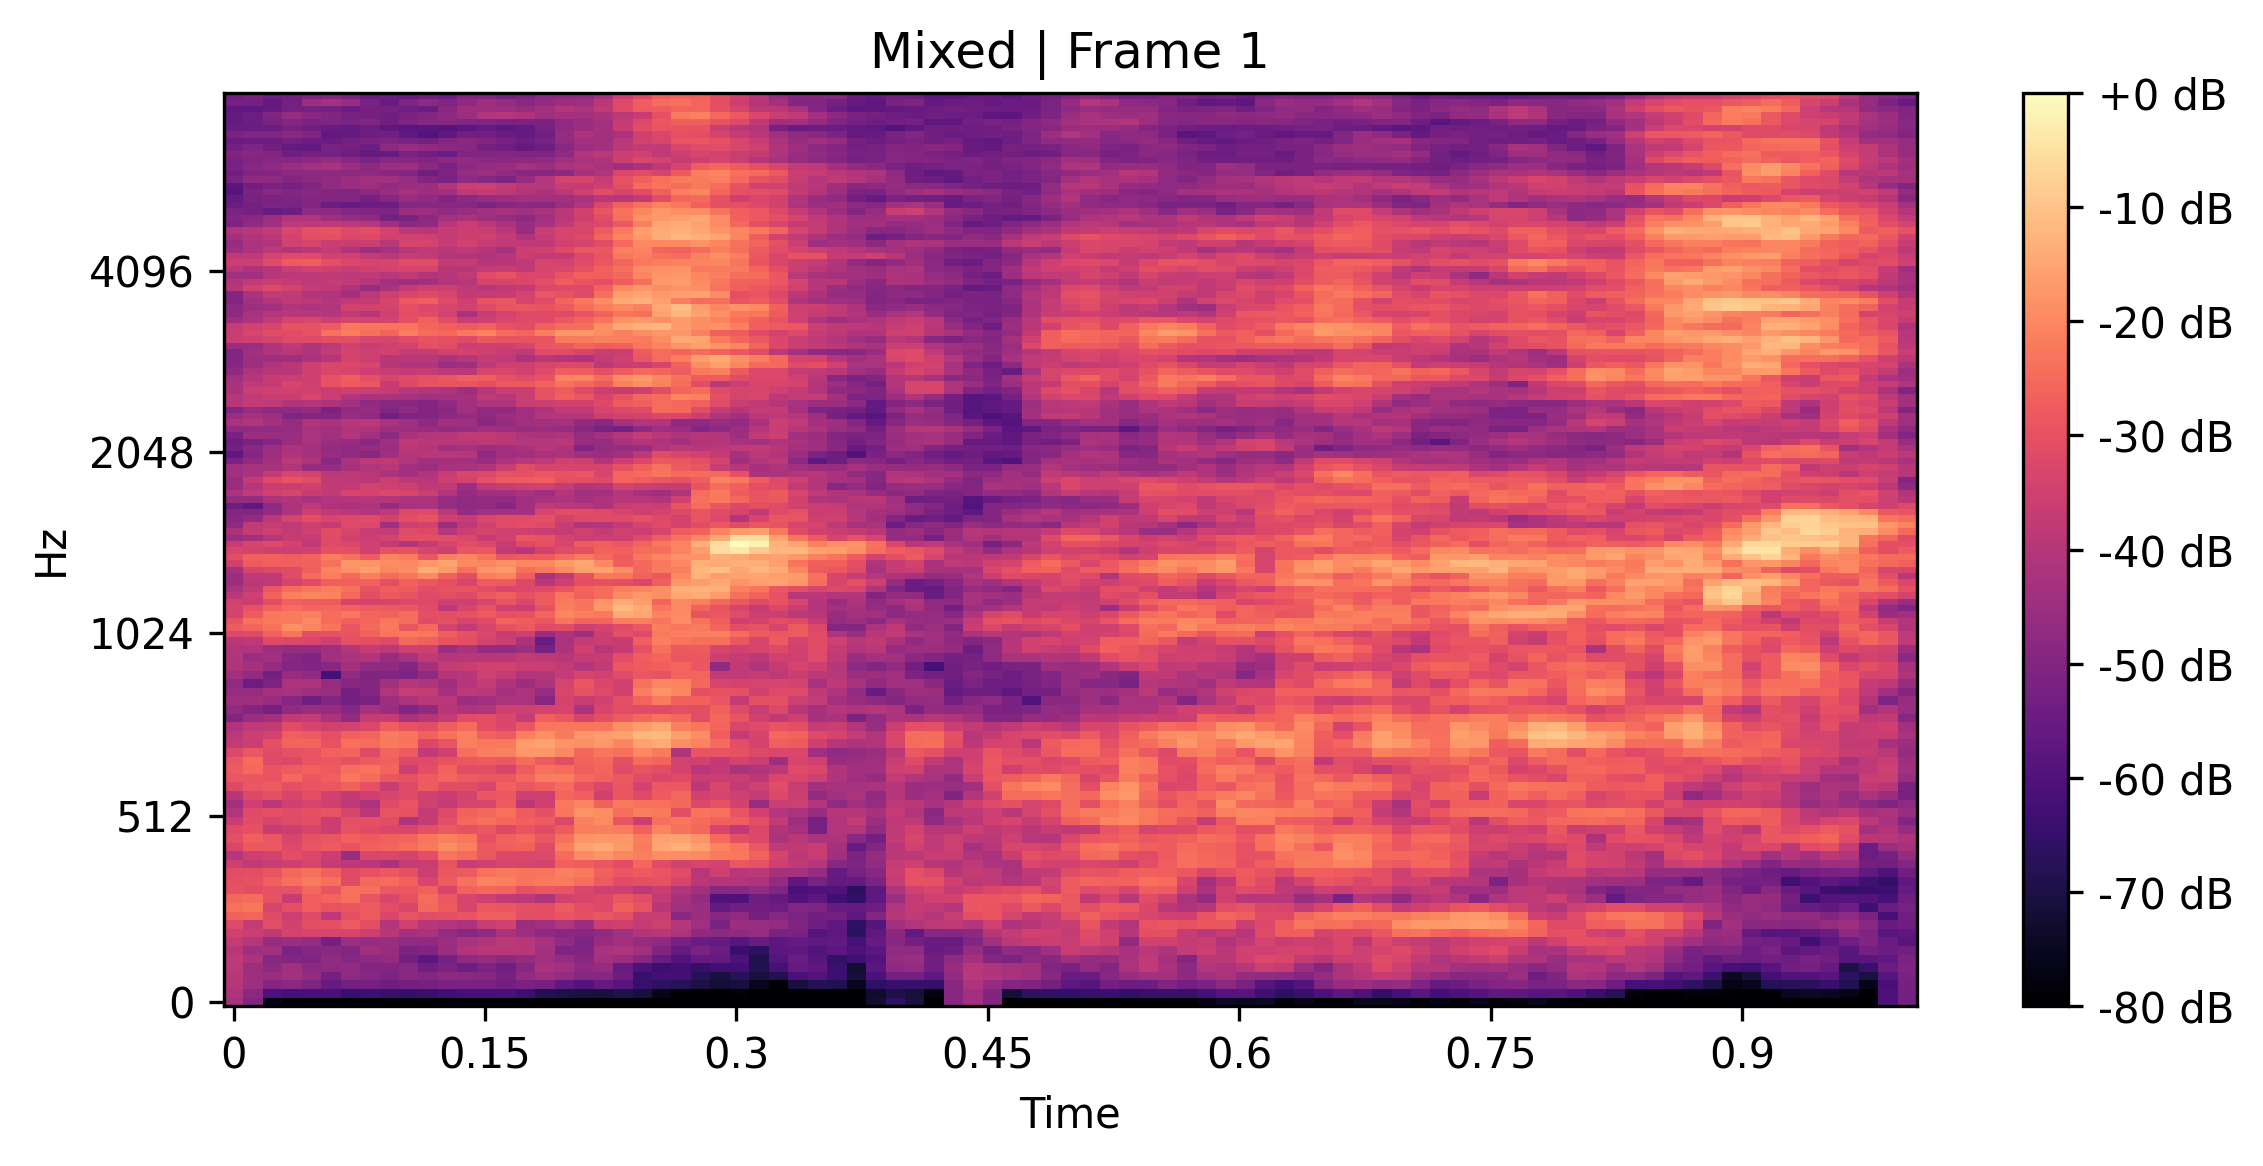 Mixed | Frame 1
Hz
4096
2048
1024
512
0
0 0.15 0.3 0.45 0.6 0.75 0.9
Time
+0 dB
-10 dB
-20 dB
-30 dB
-40 dB
-50 dB
-60 dB
-70 dB
-80 dB